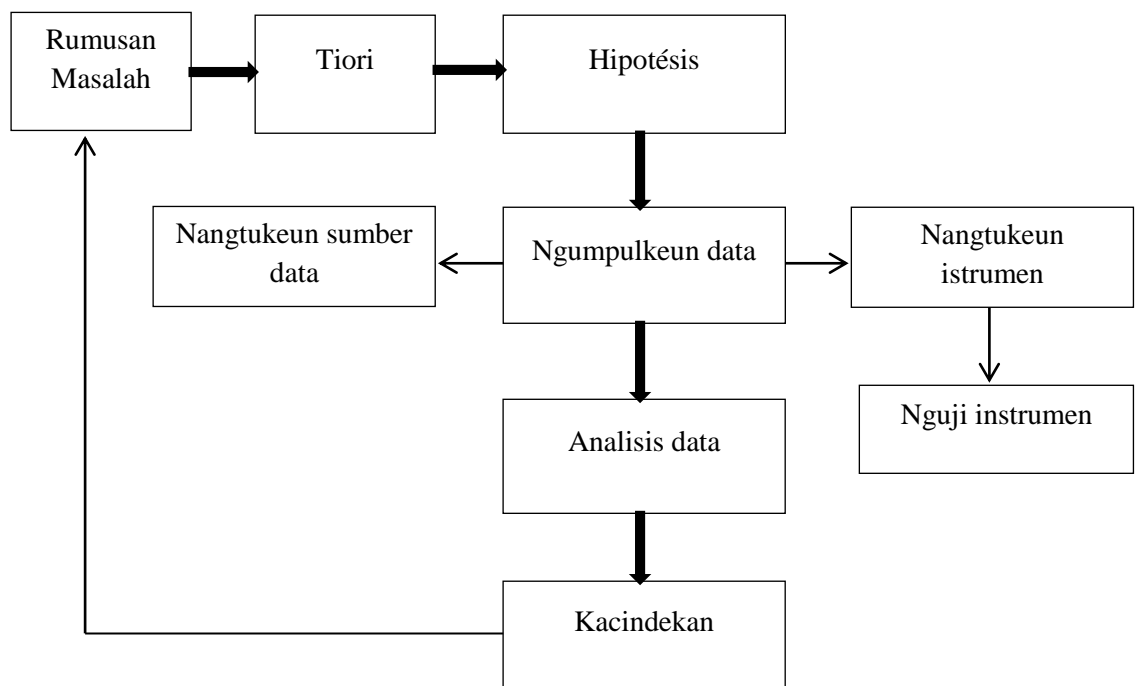 Rumusan
Masalah
Tiori
Hipotésis
Nangtukeun sumber
data
Ngumpulkeun data
Nangtukeun
istrumen
Nguji instrumen
Analisis data
Kacindekan